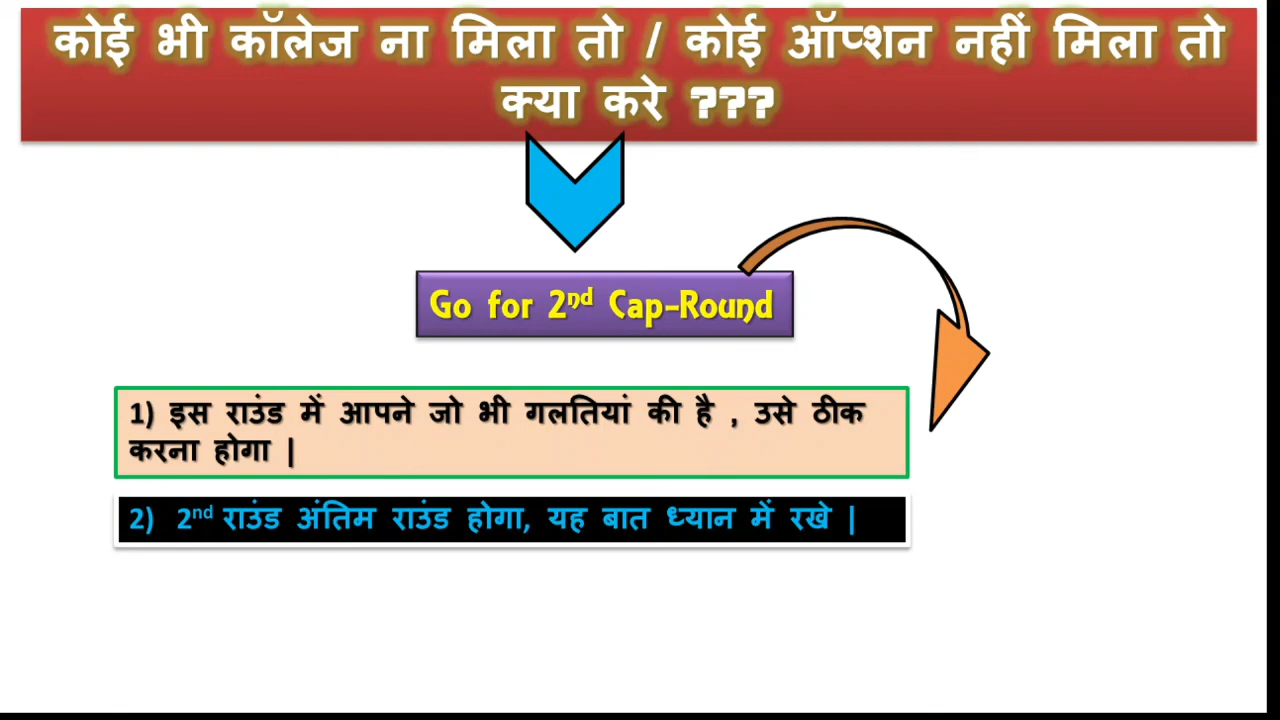 कोई भी कॉलेज ना मिला तो / कोई ऑप्शन नहीं मिला तो
क्या करे ???
Go for 2nd Cap-Round
1) इस राउंड में आपने जो भी गलतियां की है , उसे ठीक
करना होगा |
2) 2nd राउंड अंतिम राउंड होगा, यह बात ध्यान में रखे |